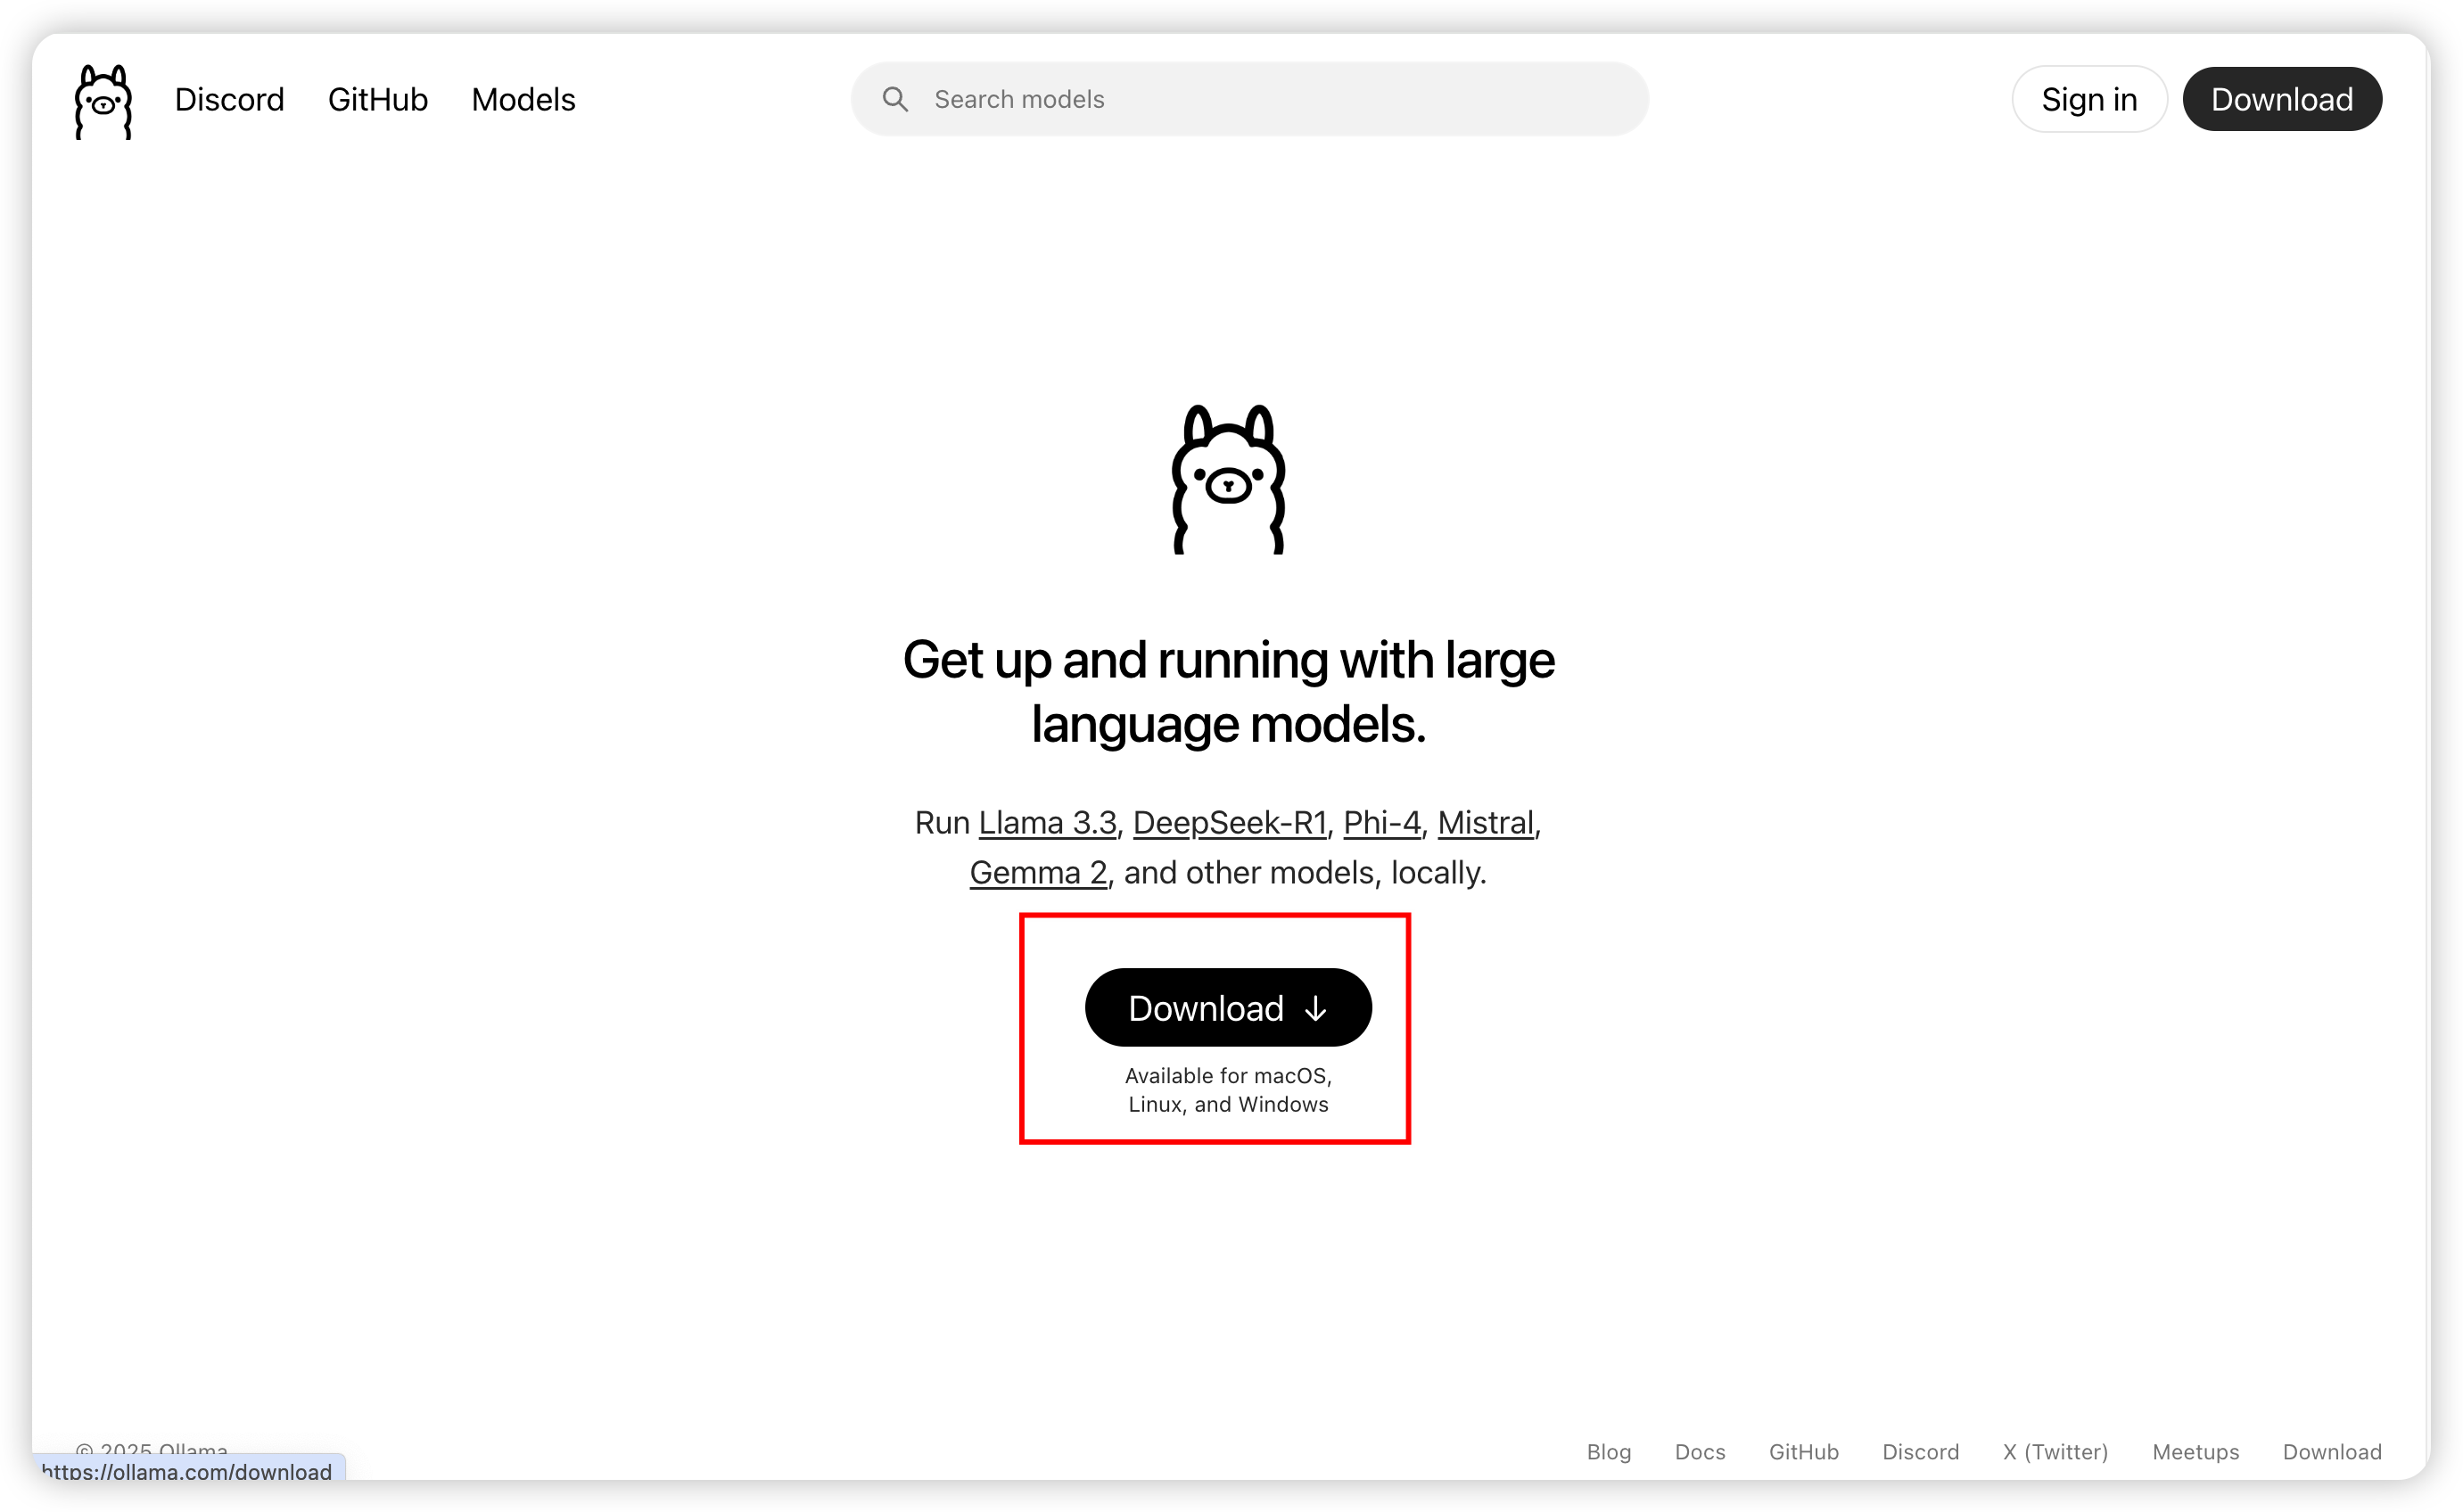 Discord GitHub Models Search models Sign in Download
Get up and running with large
language models.
Run Llama 3.3, DeepSeek-R1, Phi-4, Mistral,
Gemma 2, and other models, locally.
Download ↓
Available for macOS,
Linux, and Windows
© 2025 Ollama
Blog Docs GitHub Discord X (Twitter) Meetups Download
https://ollama.com/download